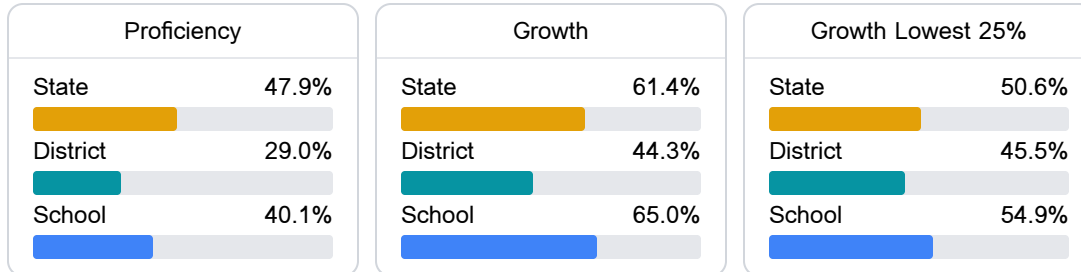 Proficiency
State 47.9%
District 29.0%
School 40.1%
Growth
State 61.4%
District 44.3%
School 65.0%
Growth Lowest 25%
State 50.6%
District 45.5%
School 54.9%